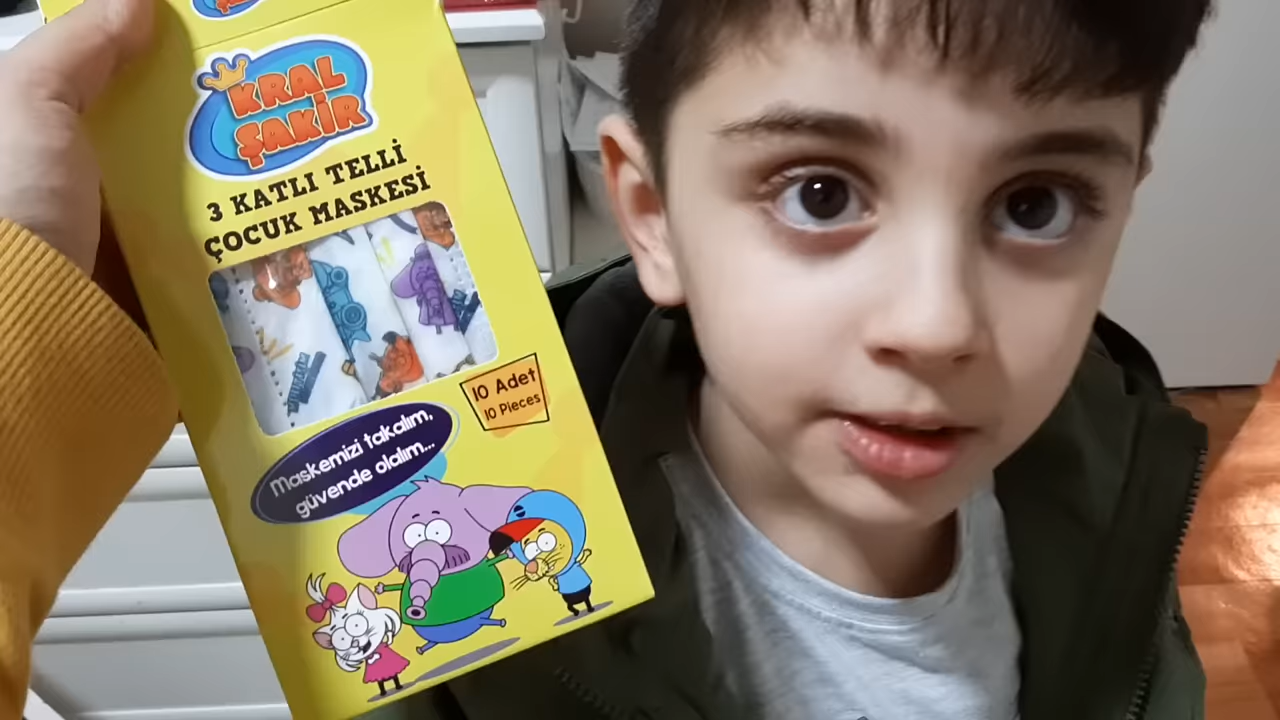 KRAL
ŞAKİR
3 KATLI TELLİ
ÇOCUK MASKESİ
10 Adet
10 Pieces
Maskemizi takalım,
güvende olalım...